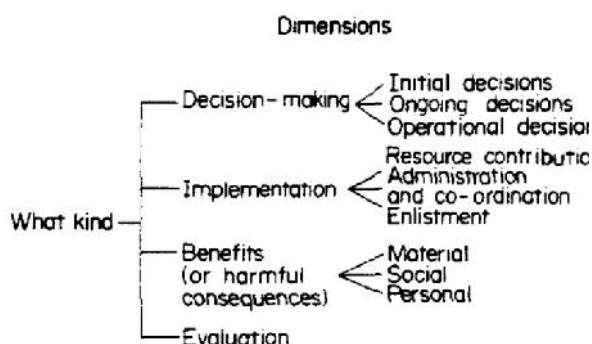 Dimensions
Decision-making
Initial decisions
Ongoing decisions
Operational decision
Implementation
Resource contributio
Administration
and co-ordination
Enlistment
What kind
Benefits
(or harmful
consequences)
Material
Social
Personal
Evaluation